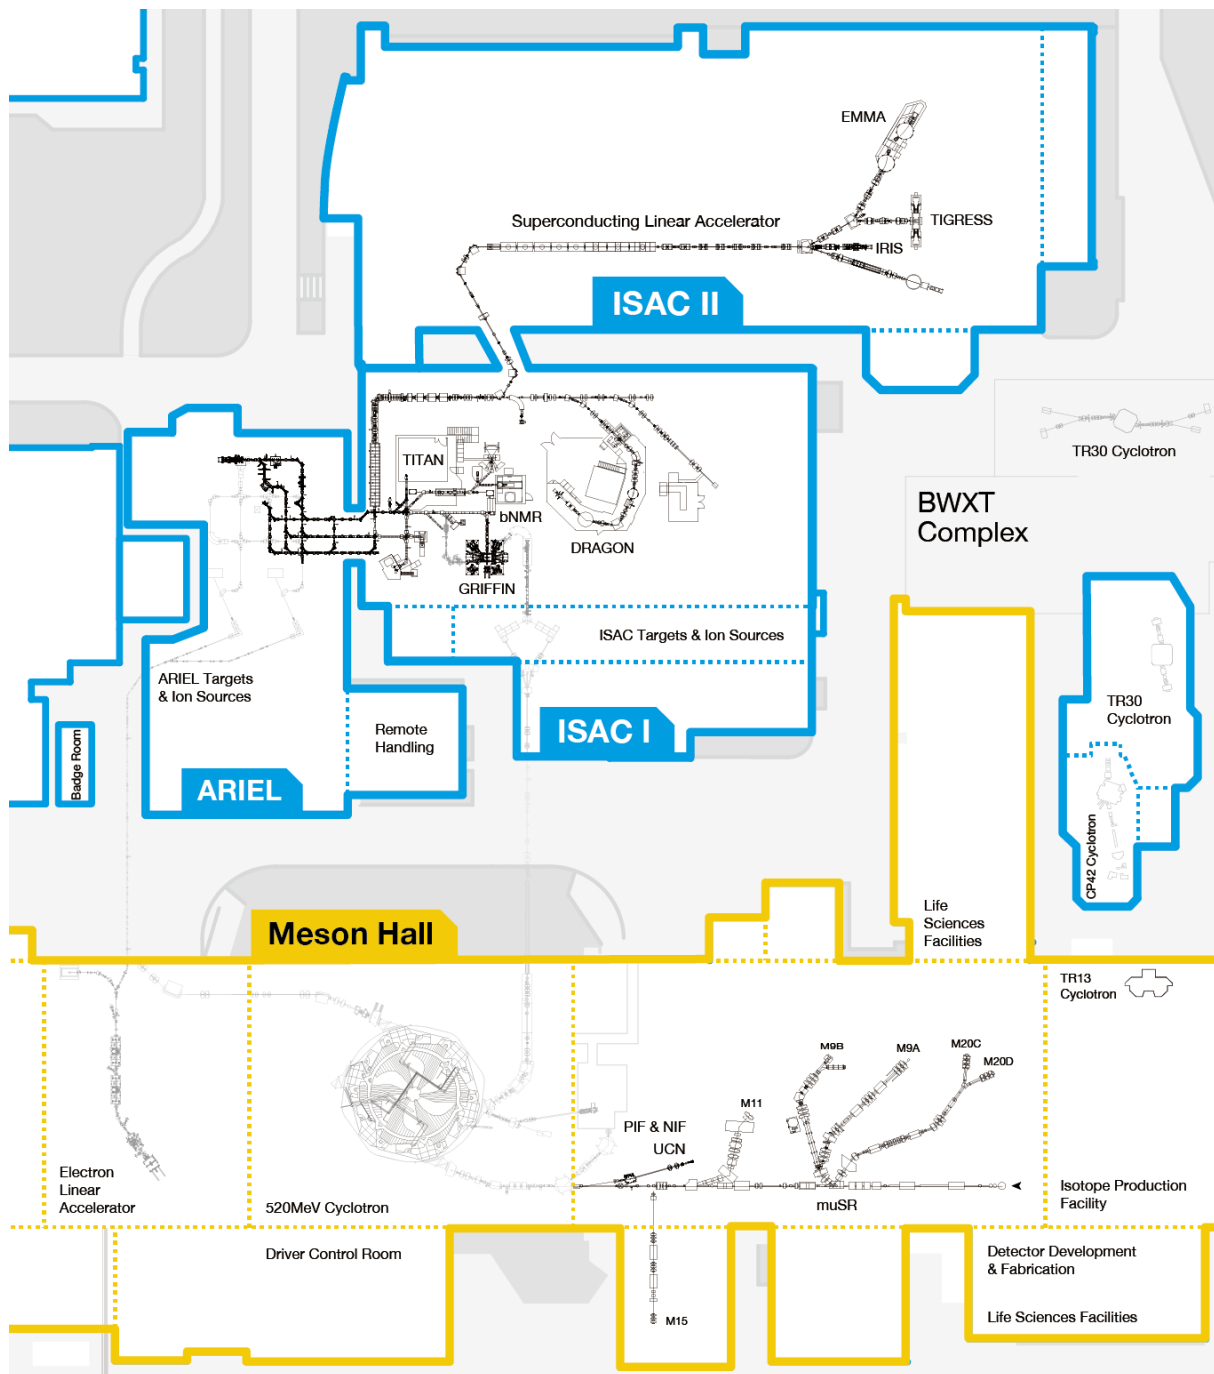 EMMA
Superconducting Linear Accelerator
TIGRESS
IRIS
ISAC II
TITAN
bNMR
DRAGON
GRIFFIN
TR30 Cyclotron
BWXT
Complex
ISAC Targets & Ion Sources
ARIEL Targets
& Ion Sources
Remote
Handling
ISAC I
Badge Room
ARIEL
TR30
Cyclotron
CP42 Cyclotron
Life
Sciences
Facilities
Meson Hall
TR13
Cyclotron
M9B
M9A
M20C
M20D
M11
PIF & NIF
UCN
Electron
Linear
Accelerator
520MeV Cyclotron
muSR
Isotope Production
Facility
Driver Control Room
Detector Development
& Fabrication
M15
Life Sciences Facilities